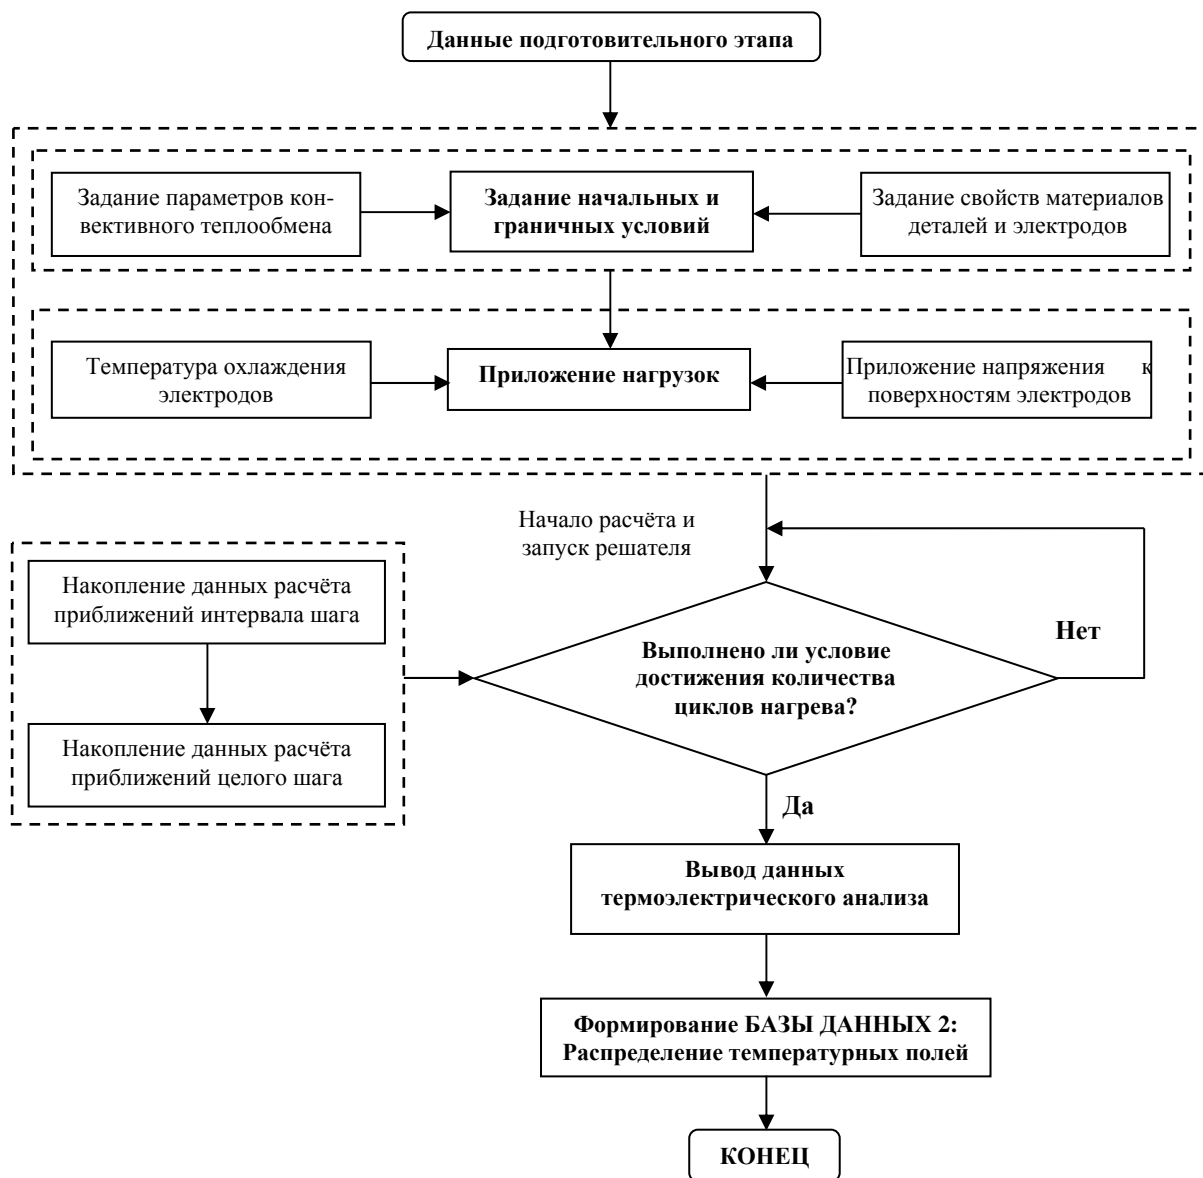 Данные подготовительного этапа
Задание параметров кон-
вективного теплообмена
Задание начальных и
граничных условий
Задание свойств материалов
деталей и электродов
Температура охлаждения
электродов
Приложение нагрузок
Приложение напряжения к
поверхностям электродов
Начало расчёта и
запуск решателя
Накопление данных расчёта
приближений интервала шага
Накопление данных расчёта
приближений целого шага
Выполнено ли условие
достижения количества
циклов нагрева?
Нет
Да
Вывод данных
термоэлектрического анализа
Формирование БАЗЫ ДАННЫХ 2:
Распределение температурных полей
КОНЕЦ